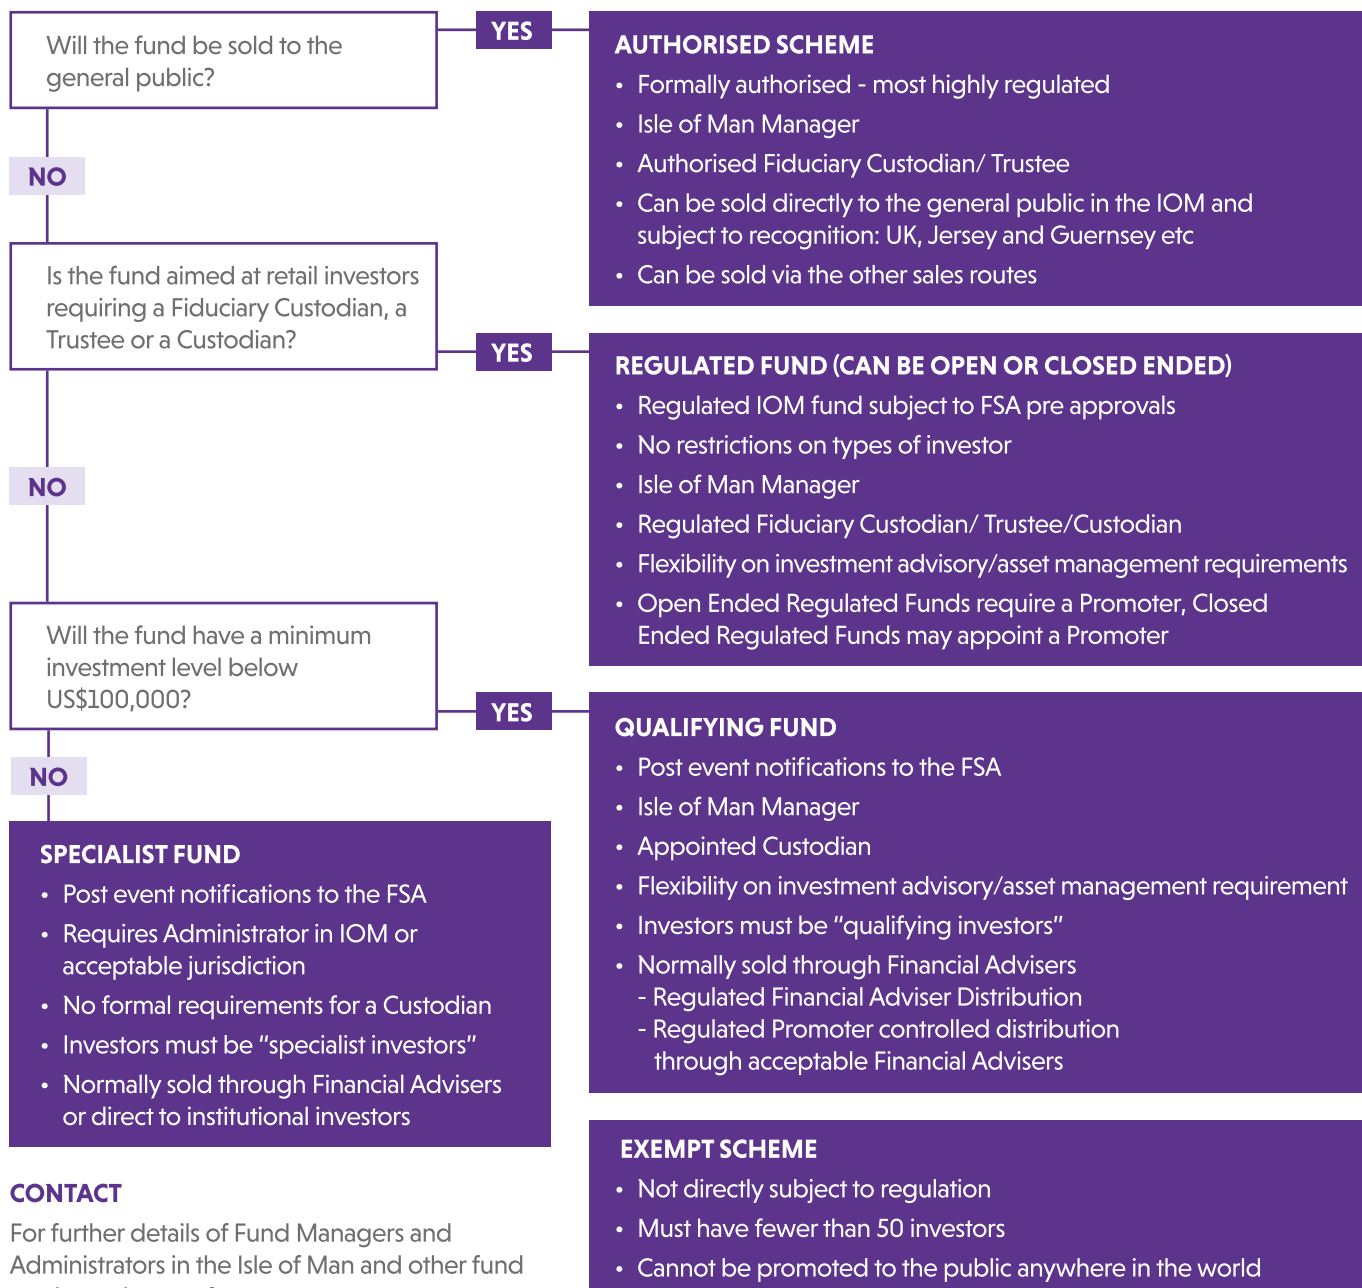 Will the fund be sold to the
general public?
YES
AUTHORISED SCHEME
• Formally authorised - most highly regulated
• Isle of Man Manager
• Authorised Fiduciary Custodian/ Trustee
• Can be sold directly to the general public in the IOM and
subject to recognition: UK, Jersey and Guernsey etc
• Can be sold via the other sales routes
NO
Is the fund aimed at retail investors
requiring a Fiduciary Custodian, a
Trustee or a Custodian?
YES
REGULATED FUND (CAN BE OPEN OR CLOSED ENDED)
• Regulated IOM fund subject to FSA pre approvals
• No restrictions on types of investor
• Isle of Man Manager
• Regulated Fiduciary Custodian/ Trustee/Custodian
• Flexibility on investment advisory/asset management requirements
• Open Ended Regulated Funds require a Promoter, Closed
Ended Regulated Funds may appoint a Promoter
NO
Will the fund have a minimum
investment level below
US$100,000?
YES
QUALIFYING FUND
• Post event notifications to the FSA
• Isle of Man Manager
• Appointed Custodian
• Flexibility on investment advisory/asset management requirement
• Investors must be “qualifying investors”
• Normally sold through Financial Advisers
- Regulated Financial Adviser Distribution
- Regulated Promoter controlled distribution
through acceptable Financial Advisers
NO
SPECIALIST FUND
• Post event notifications to the FSA
• Requires Administrator in IOM or
acceptable jurisdiction
• No formal requirements for a Custodian
• Investors must be “specialist investors”
• Normally sold through Financial Advisers
or direct to institutional investors
EXEMPT SCHEME
• Not directly subject to regulation
• Must have fewer than 50 investors
• Cannot be promoted to the public anywhere in the world
CONTACT
For further details of Fund Managers and
Administrators in the Isle of Man and other fund